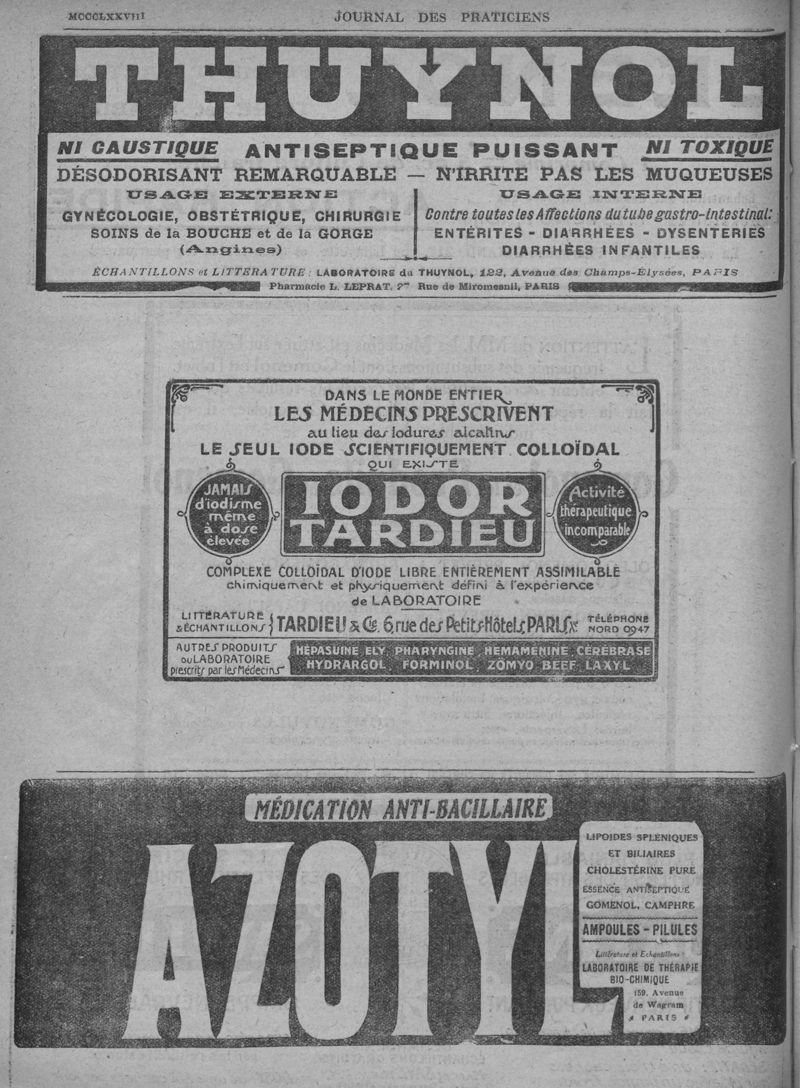 MCCCLXXVIII
JOURNAL DES PRATICIENS
THUYNOL
NI CAUSTIQUE ANTISEPTIQUE PUISSANT NI TOXIQUE
DÉSODORISANT REMARQUABLE — N'IRRITE PAS LES MUQUEUSES
USAGE EXTERNE
GYNÉCOLOGIE, OBSTÉTRIQUE, CHIRURGIE
SOINS de la BOUCHE et de la GORGE
(Angines)
USAGE INTERNE
Contre toutes les Affections du tube gastro-intestinal:
ENTÉRITES - DIARRHÉES - DYSENTERIES
DIARRHÉES INFANTILES
ÉCHANTILLONS et LITTÉRATURE : LABORATOIRE du THUYNOL, 122, Avenue des Champs-Élysées, PARIS
Pharmacie L. LEPRAT, Rue de Miromesnil, PARIS
DANS LE MONDE ENTIER
LES MÉDECINS PRESCRIVENT
au lieu des Iodures alcalins
LE SEUL IODE SCIENTIFIQUEMENT COLLOÏDAL
QUI EXISTE
JAMAIS
d'iodisme
même
à dose
élevée
IODOR
TARDIEU
Activité
thérapeutique
incomparable
COMPLEXE COLLOÏDAL D'IODE LIBRE ENTIÈREMENT ASSIMILABLE
chimiquement et physiquement défini à l'expérience
de LABORATOIRE
LITTÉRATURE
& ÉCHANTILLONS
TARDIEU & Cie. 6, rue des Petits-Hôtels, PARIS, Xe
TÉLÉPHONE
NORD 0947
AUTRES PRODUITS
DU LABORATOIRE
prescrits par les Médecins
HÉPASUINE ELY, PHARYNGINE, HEMAMÉNINE, CÉRÉBRASE
HYDRARGOL, FORMINOL, ZÔMYO BEEF, LAXYL
MÉDICATION ANTI-BACILLAIRE
AZOTYL
LIPOIDES SPLÉNIQUES
ET BILIAIRES
CHOLESTÉRINE PURE
ESSENCE ANTISEPTIQUE
GOMENOL, CAMPHRE
AMPOULES - PILULES
Littérature et Echantillons
LABORATOIRE DE THÉRAPIE
BIO-CHIMIQUE
159, Avenue
de Wagram
PARIS